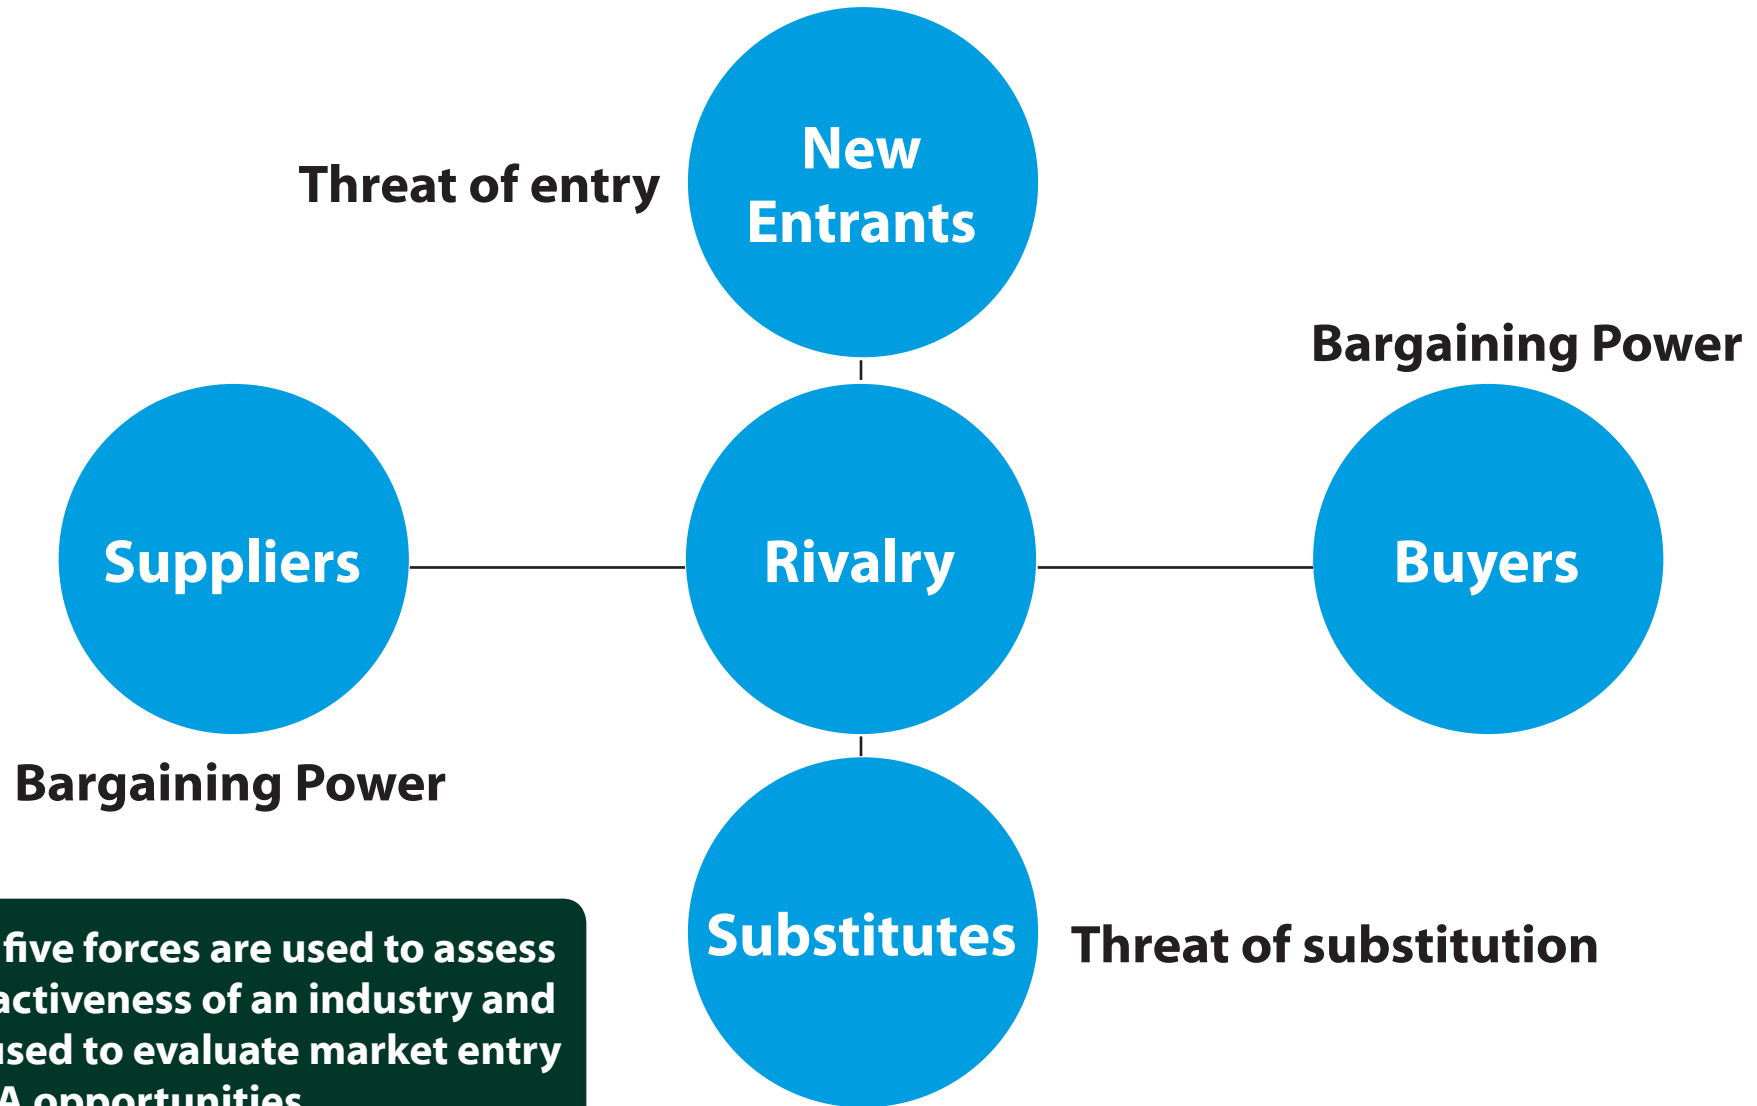 New
Entrants
Threat of entry
Bargaining Power
Suppliers
Rivalry
Buyers
Bargaining Power
Substitutes
Threat of substitution
five forces are used to assess
activeness of an industry and
used to evaluate market entry
A opportunities